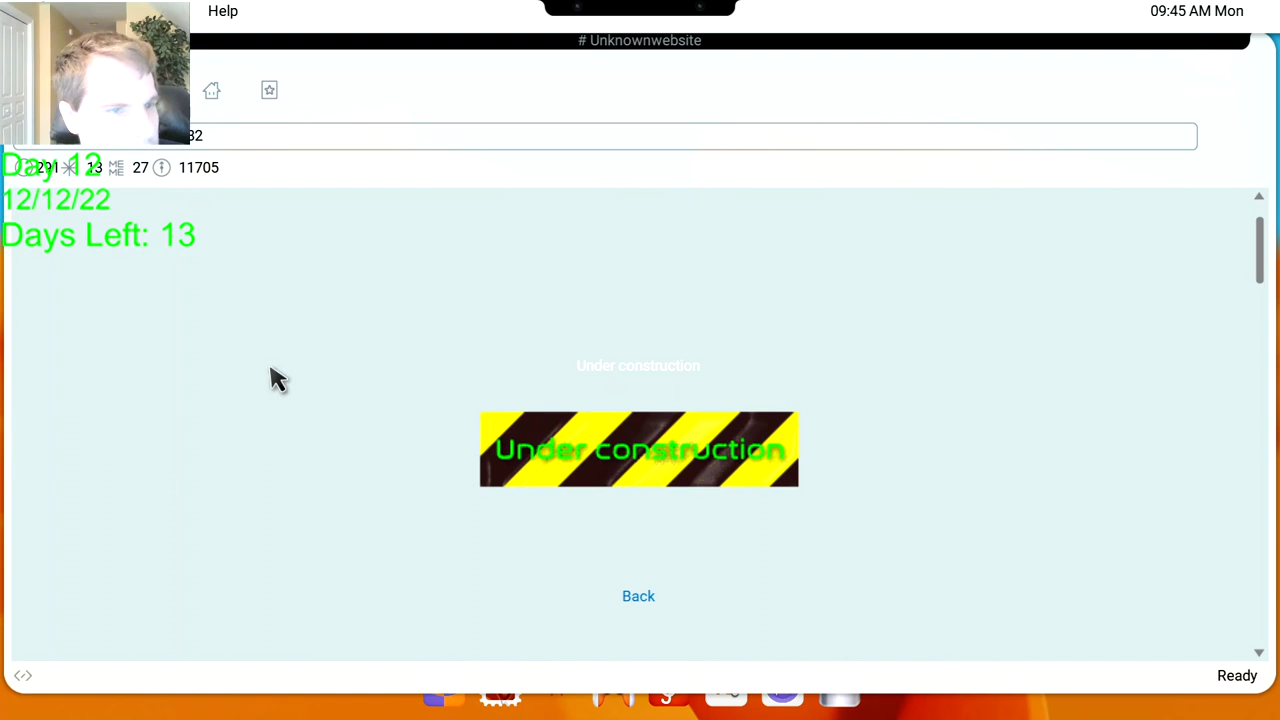 Help
09:45 AM Mon
# Unknownwebsite
32
291 13 27 11705
Day 12
12/12/22
Days Left: 13
Under construction
Under construction
Back
Ready